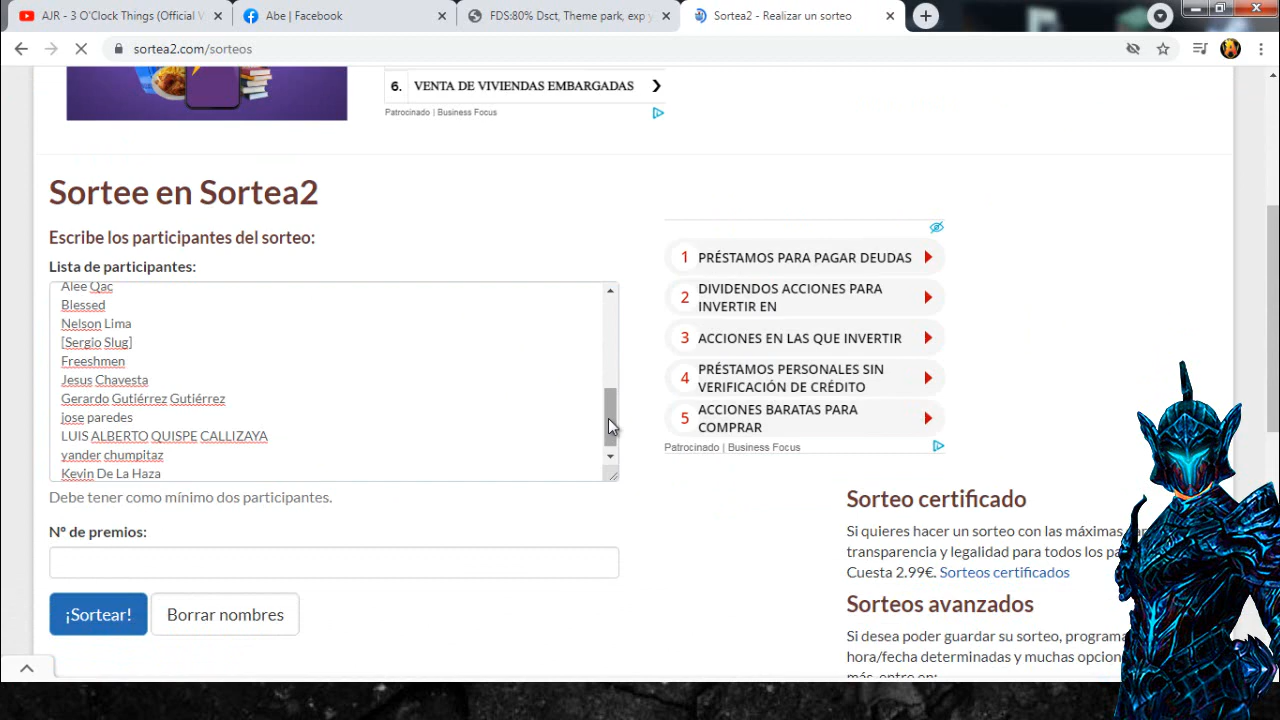 AJR - 3 O'Clock Things (Official V
Abe | Facebook
FDS:80% Dsct, Theme park, exp y
Sortea2 - Realizar un sorteo
sortea2.com/sorteos
6. VENTA DE VIVIENDAS EMBARGADAS
Patrocinado | Business Focus
Sortee en Sortea2
Escribe los participantes del sorteo:
Lista de participantes:
Alee Qac
Blessed
Nelson Lima
[Sergio Slug]
Freeshmen
Jesus Chavesta
Gerardo Gutiérrez Gutiérrez
jose paredes
LUIS ALBERTO QUISPE CALLIZAYA
yander chumpitaz
Kevin De La Haza
Debe tener como mínimo dos participantes.
Nº de premios:
¡Sortear!
Borrar nombres
1 PRÉSTAMOS PARA PAGAR DEUDAS
2 DIVIDENDOS ACCIONES PARA
INVERTIR EN
3 ACCIONES EN LAS QUE INVERTIR
4 PRÉSTAMOS PERSONALES SIN
VERIFICACIÓN DE CRÉDITO
5 ACCIONES BARATAS PARA
COMPRAR
Patrocinado | Business Focus
Sorteo certificado
Si quieres hacer un sorteo con las máximas
transparencia y legalidad para todos los pa
Cuesta 2.99€. Sorteos certificados
Sorteos avanzados
Si desea poder guardar su sorteo, programa
hora/fecha determinadas y muchas opcion
más, entre en: